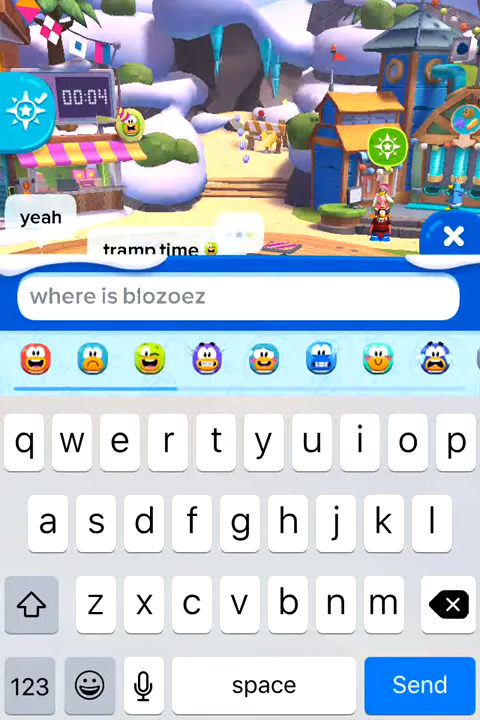 00:04
yeah
tramp time
where is blozoez
q w e r t y u i o p
a s d f g h j k l
z x c v b n m
123 space Send